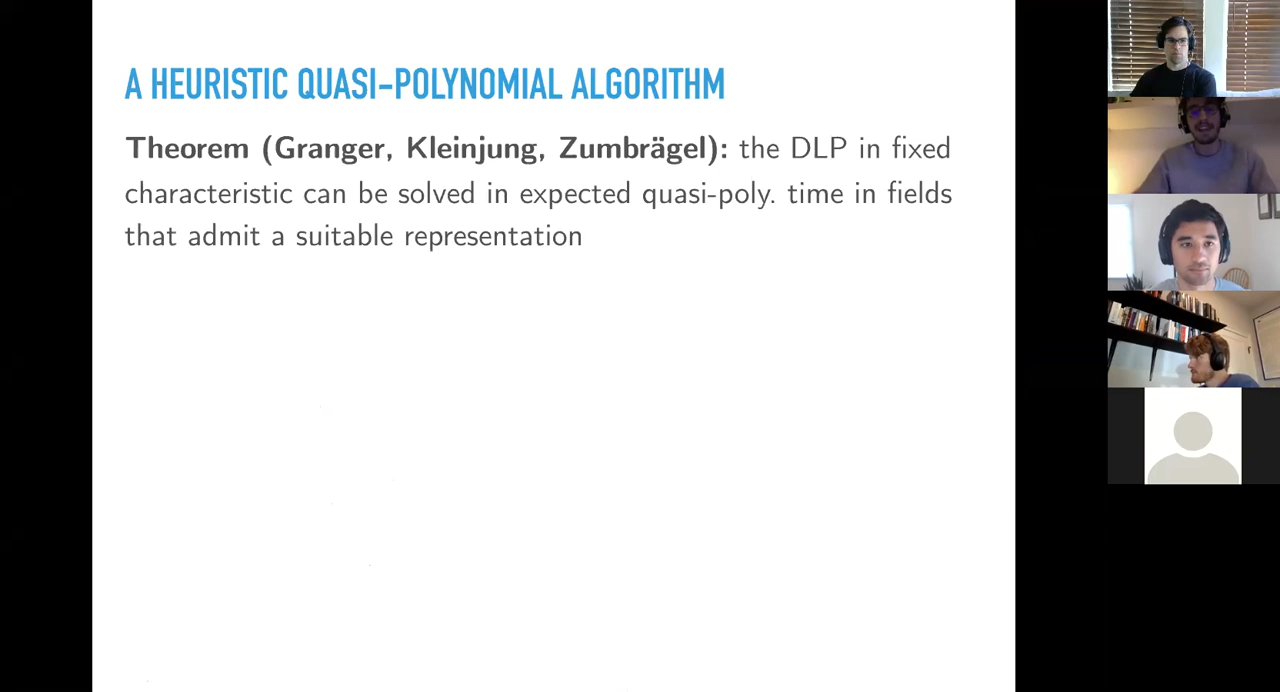 A HEURISTIC QUASI-POLYNOMIAL ALGORITHM
Theorem (Granger, Kleinjung, Zumbrägel): the DLP in fixed
characteristic can be solved in expected quasi-poly. time in fields
that admit a suitable representation